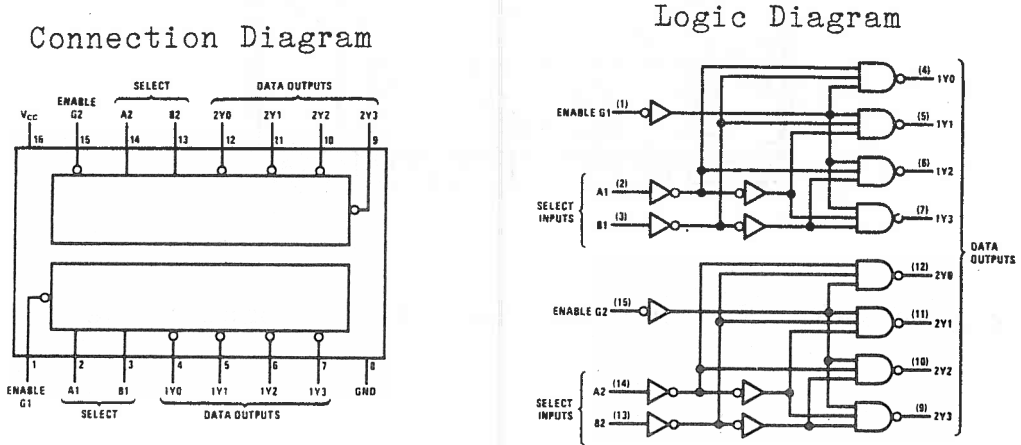 Connection Diagram
SELECT
DATA OUTPUTS
ENABLE
VCC G2 A2 B2 2Y0 2Y1 2Y2 2Y3
16 15 14 13 12 11 10 9
1 2 3 4 5 6 7 8
ENABLE A1 B1 1Y0 1Y1 1Y2 1Y3 GND
G1
SELECT
DATA OUTPUTS
Logic Diagram
(4) 1Y0
ENABLE G1 (1)
(5) 1Y1
(6) 1Y2
A1 (2)
SELECT
INPUTS
B1 (3)
(7) 1Y3
DATA
OUTPUTS
(12) 2Y0
ENABLE G2 (15)
(11) 2Y1
(10) 2Y2
A2 (14)
SELECT
INPUTS
B2 (13)
(9) 2Y3